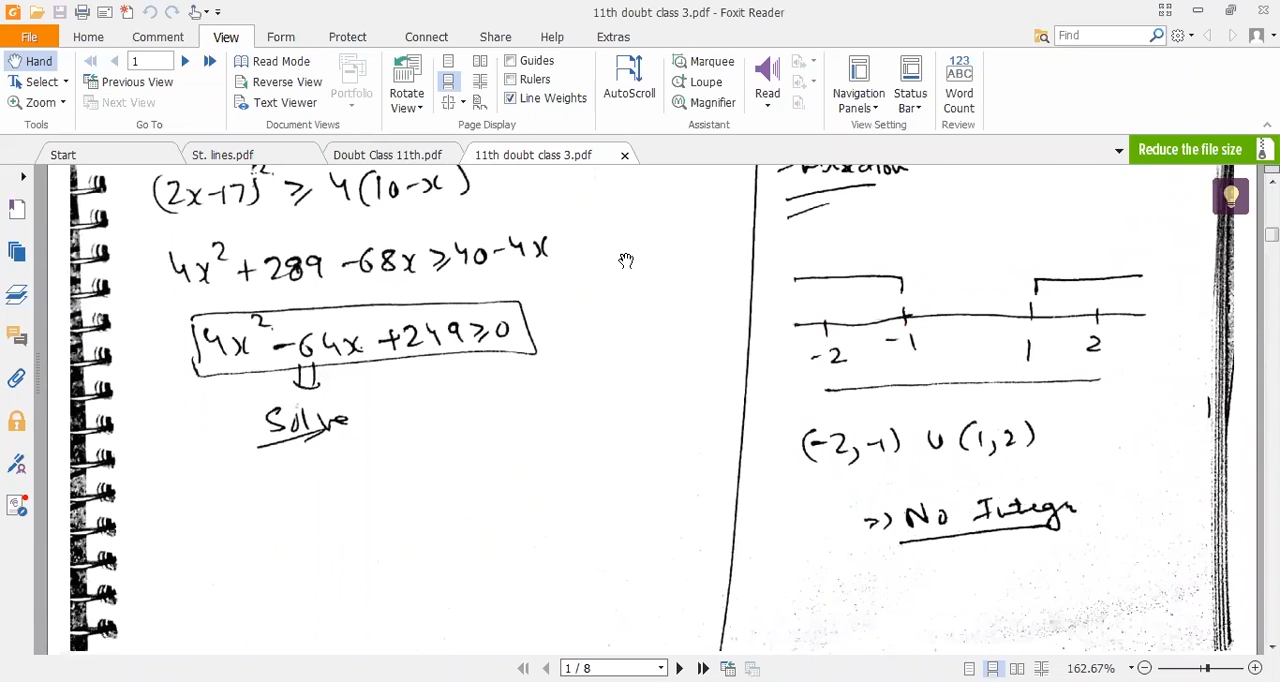 11th doubt class 3.pdf - Foxit Reader
File Home Comment View Form Protect Connect Share Help Extras Find
Hand 1 Read Mode Marquee Guides
Select Previous View Reverse View Portfolio Rotate View Loupe Rulers AutoScroll Read Navigation Panels Status Bar 123 ABC Word Count
Zoom Next View Text Viewer Magnifier Line Weights
Tools Go To Document Views Page Display Assistant View Setting Review
Start St. lines.pdf Doubt Class 11th.pdf 11th doubt class 3.pdf Reduce the file size
(2x-17)² ≥ 4(10-x)
4x² + 289 - 68x ≥ 40 - 4x
4x² - 64x + 249 ≥ 0
Solve
-2 -1 1 2
(-2,-1) ∪ (1,2)
=>) No Integr
1 / 8 162.67%